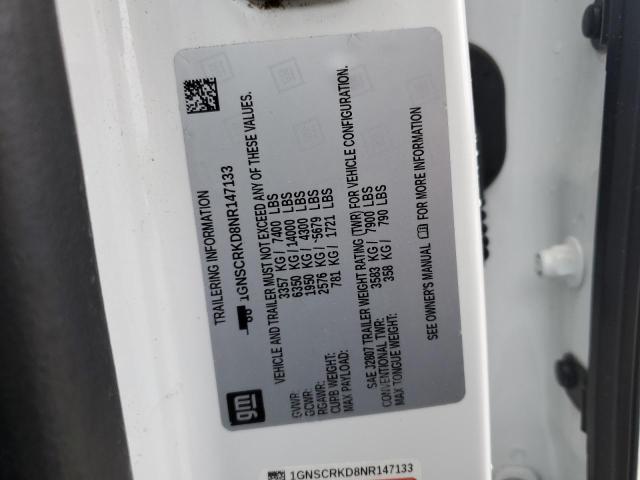 TRAILERING INFORMATION
1GNSCRKD8NR147133
VEHICLE AND TRAILER MUST NOT EXCEED ANY OF THESE VALUES.
GVWR: 3357 KG / 7400 LBS
GCWR: 6350 KG / 14000 LBS
RGAWR: 1950 KG / 4300 LBS
CURB WEIGHT: 2576 KG / ~5679 LBS
MAX PAYLOAD: 781 KG / 1721 LBS
SAE J2807 TRAILER WEIGHT RATING (TWR) FOR VEHICLE CONFIGURATION.
CONVENTIONAL TWR: 3583 KG / 7900 LBS
MAX TONGUE WEIGHT: 358 KG / 790 LBS
SEE OWNER'S MANUAL FOR MORE INFORMATION
gm
1GNSCRKD8NR147133